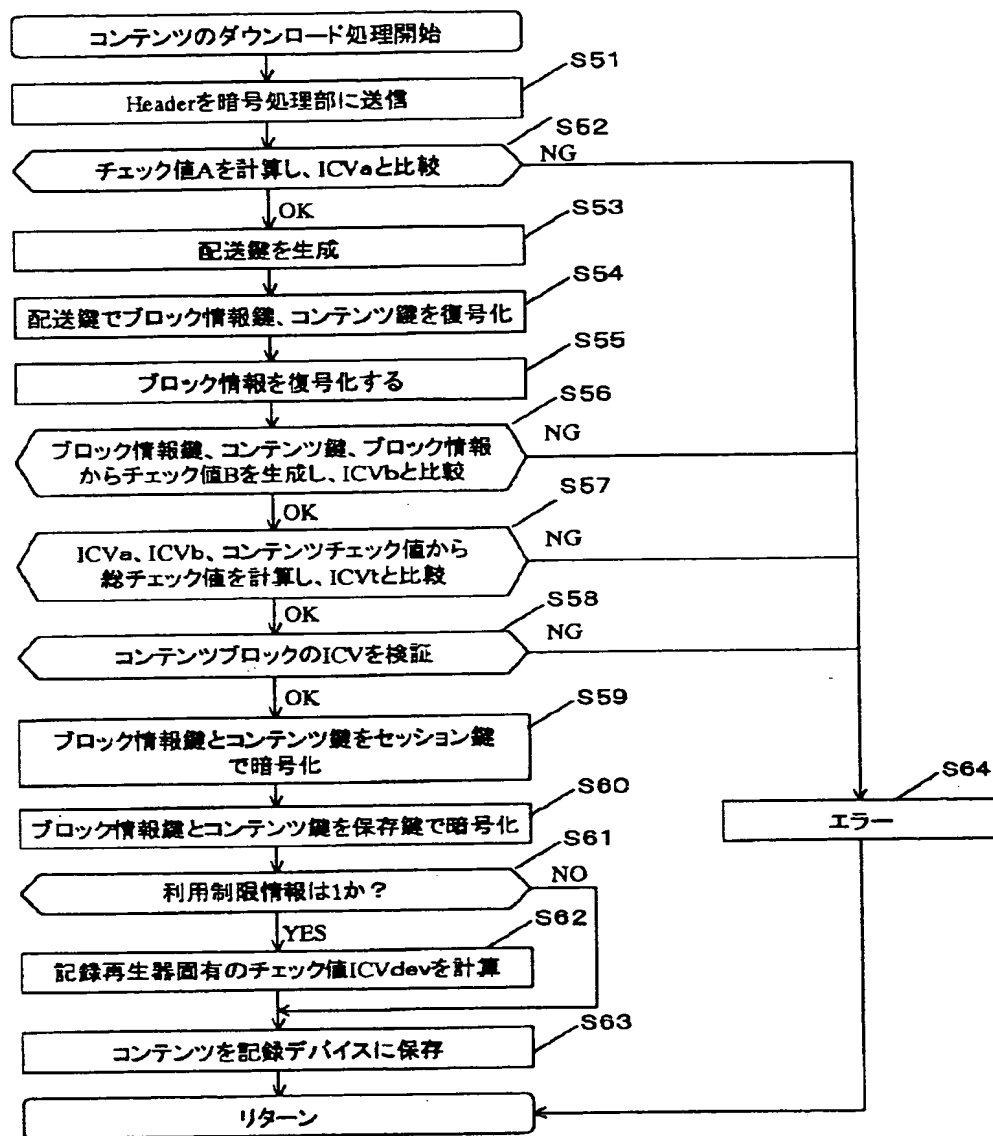 コンテンツのダウンロード処理開始
S51
Headerを暗号処理部に送信
S52
チェック値Aを計算し、ICVaと比較
NG
OK
S53
配送鍵を生成
S54
配送鍵でブロック情報鍵、コンテンツ鍵を復号化
S55
ブロック情報を復号化する
S56
ブロック情報鍵、コンテンツ鍵、ブロック情報
からチェック値Bを生成し、ICVbと比較
NG
OK
S57
ICVa、ICVb、コンテンツチェック値から
総チェック値を計算し、ICVtと比較
NG
OK
S58
コンテンツブロックのICVを検証
NG
OK
S59
ブロック情報鍵とコンテンツ鍵をセッション鍵
で暗号化
S60
ブロック情報鍵とコンテンツ鍵を保存鍵で暗号化
S64
エラー
S61
利用制限情報は1か?
NO
YES
S62
記録再生器固有のチェック値ICVdevを計算
S63
コンテンツを記録デバイスに保存
リターン